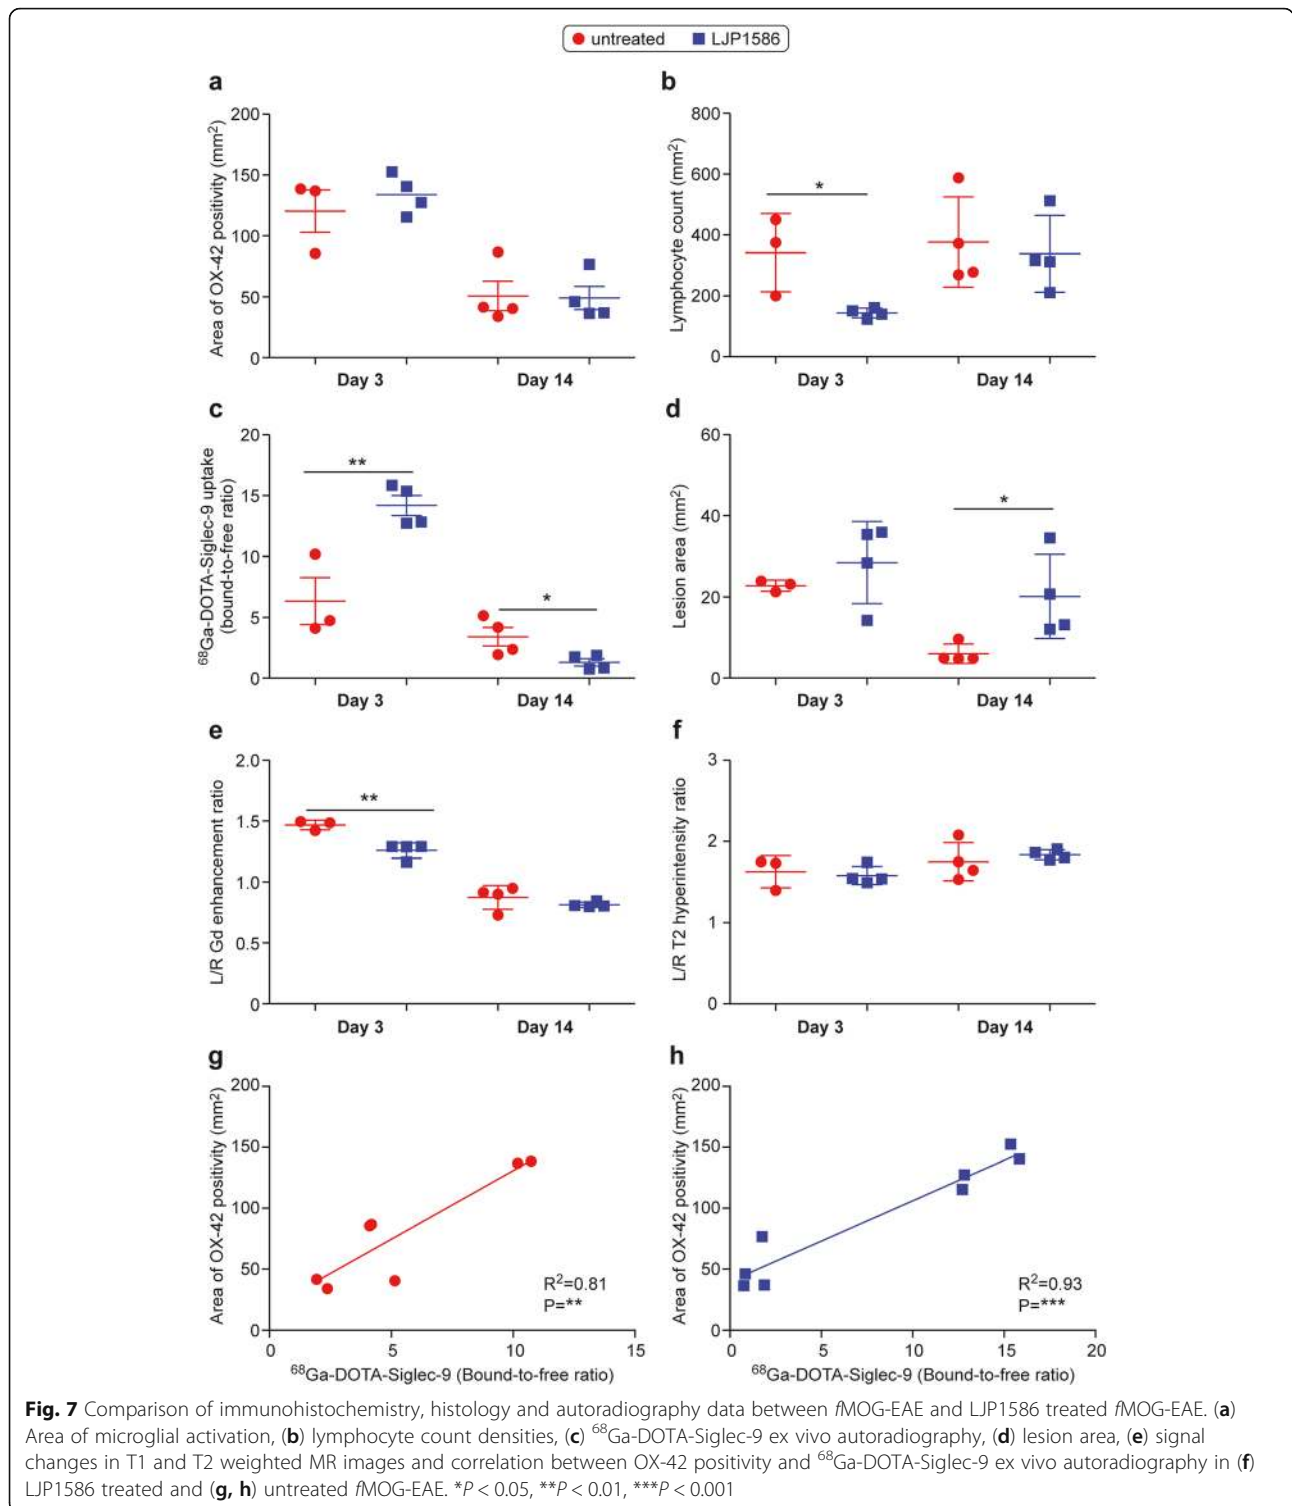 untreated LJP1586
a
Area of OX-42 positivity (mm²)
200
150
100
50
0
Day 3 Day 14
b
Lymphocyte count (mm²)
800
600
400
200
0
*
Day 3 Day 14
c
⁶⁸Ga-DOTA-Siglec-9 uptake
(bound-to-free ratio)
20
15
10
5
0
**
*
Day 3 Day 14
d
Lesion area (mm²)
60
40
20
0
*
Day 3 Day 14
e
L/R Gd enhancement ratio
2.0
1.5
1.0
0.5
0
**
Day 3 Day 14
f
L/R T2 hyperintensity ratio
3
2
1
0
Day 3 Day 14
g
Area of OX-42 positivity (mm²)
200
150
100
50
0
R²=0.81
P=**
0 5 10 15
⁶⁸Ga-DOTA-Siglec-9 (Bound-to-free ratio)
h
Area of OX-42 positivity (mm²)
200
150
100
50
0
R²=0.93
P=***
0 5 10 15 20
⁶⁸Ga-DOTA-Siglec-9 (Bound-to-free ratio)
Fig. 7 Comparison of immunohistochemistry, histology and autoradiography data between fMOG-EAE and LJP1586 treated fMOG-EAE. (a)
Area of microglial activation, (b) lymphocyte count densities, (c) ⁶⁸Ga-DOTA-Siglec-9 ex vivo autoradiography, (d) lesion area, (e) signal
changes in T1 and T2 weighted MR images and correlation between OX-42 positivity and ⁶⁸Ga-DOTA-Siglec-9 ex vivo autoradiography in (f)
LJP1586 treated and (g, h) untreated fMOG-EAE. *P < 0.05, **P < 0.01, ***P < 0.001